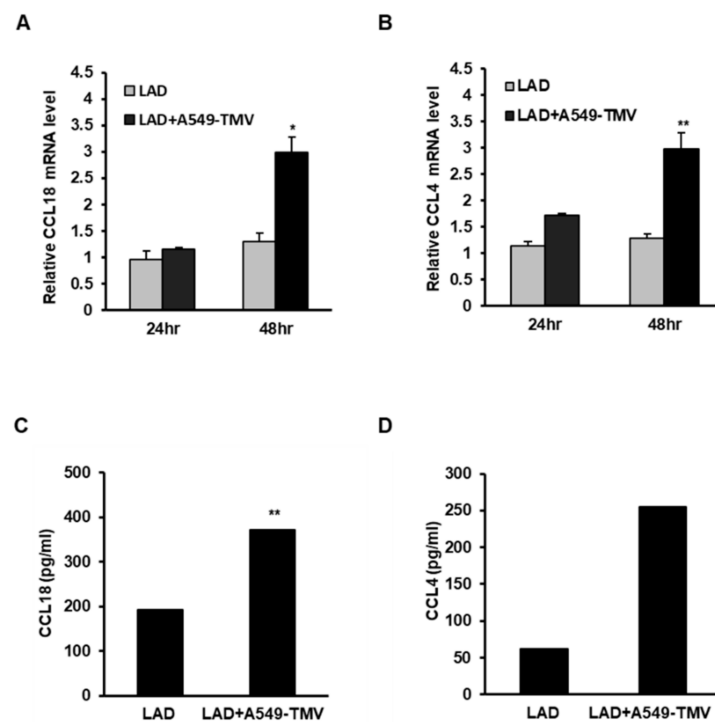 A
Relative CCL18 mRNA level
4.5
4
3.5
3
2.5
2
1.5
1
0.5
0
LAD
LAD+A549-TMV
*
24hr
48hr
B
Relative CCL4 mRNA level
4.5
4
3.5
3
2.5
2
1.5
1
0.5
0
LAD
LAD+A549-TMV
**
24hr
48hr
C
CCL18 (pg/ml)
500
400
300
200
100
0
**
LAD
LAD+A549-TMV
D
CCL4 (pg/ml)
300
250
200
150
100
50
0
LAD
LAD+A549-TMV